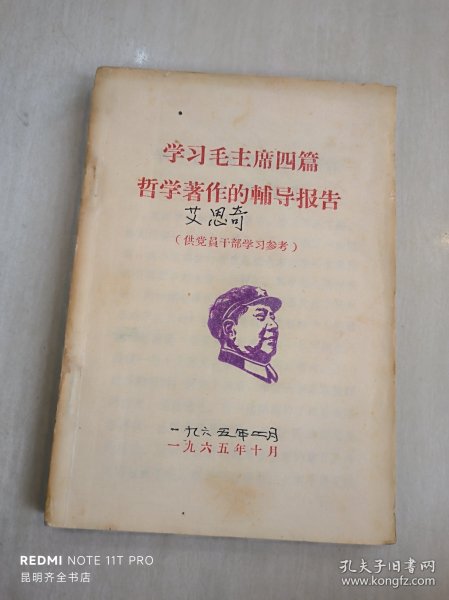 学习毛主席四篇
哲学著作的輔导报告
艾思奇
(供党員干部学习参考)
一九六五年二月
一九六五年十月
REDMI NOTE 11T PRO
昆明齐全书店
孔夫子旧书网
www.kongfz.com